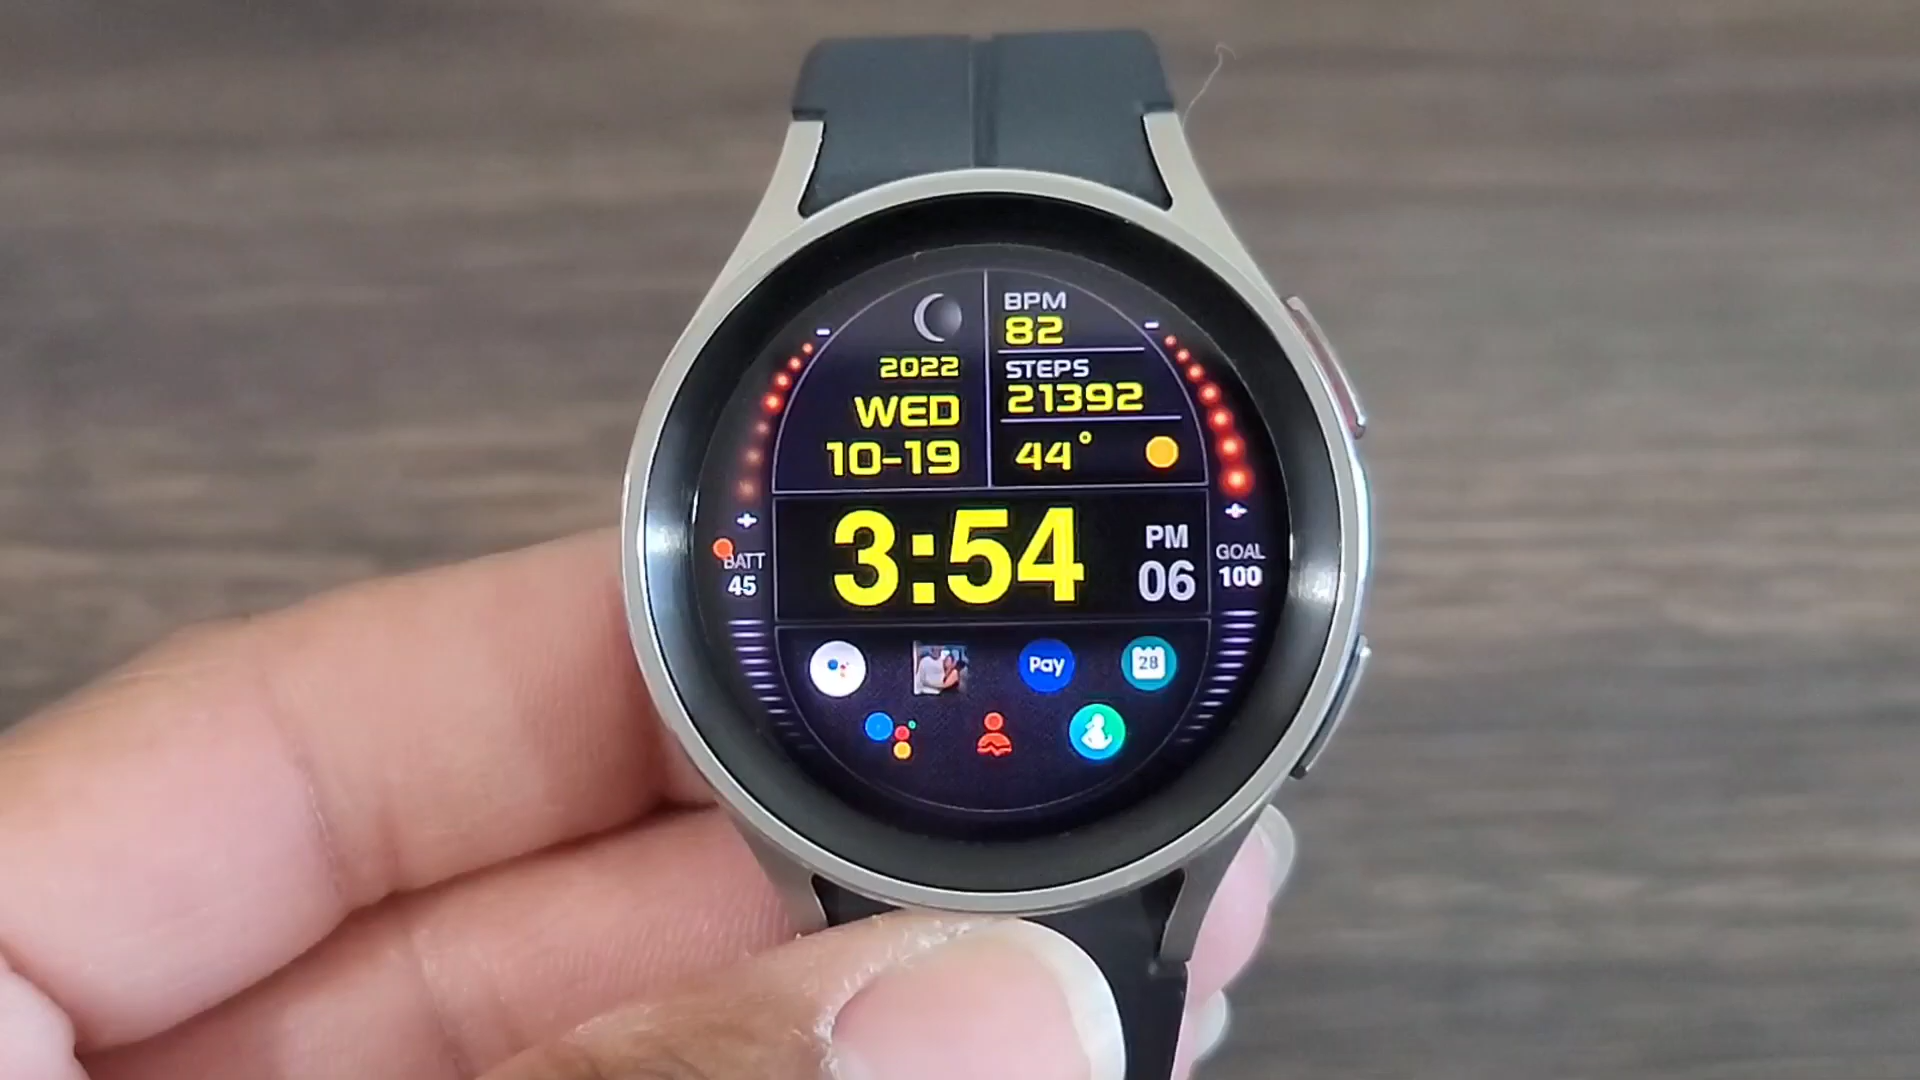 2022
WED
10-19
BPM
82
STEPS
21392
44°
3:54
PM
06
BATT
45
GOAL
100
Pay
28